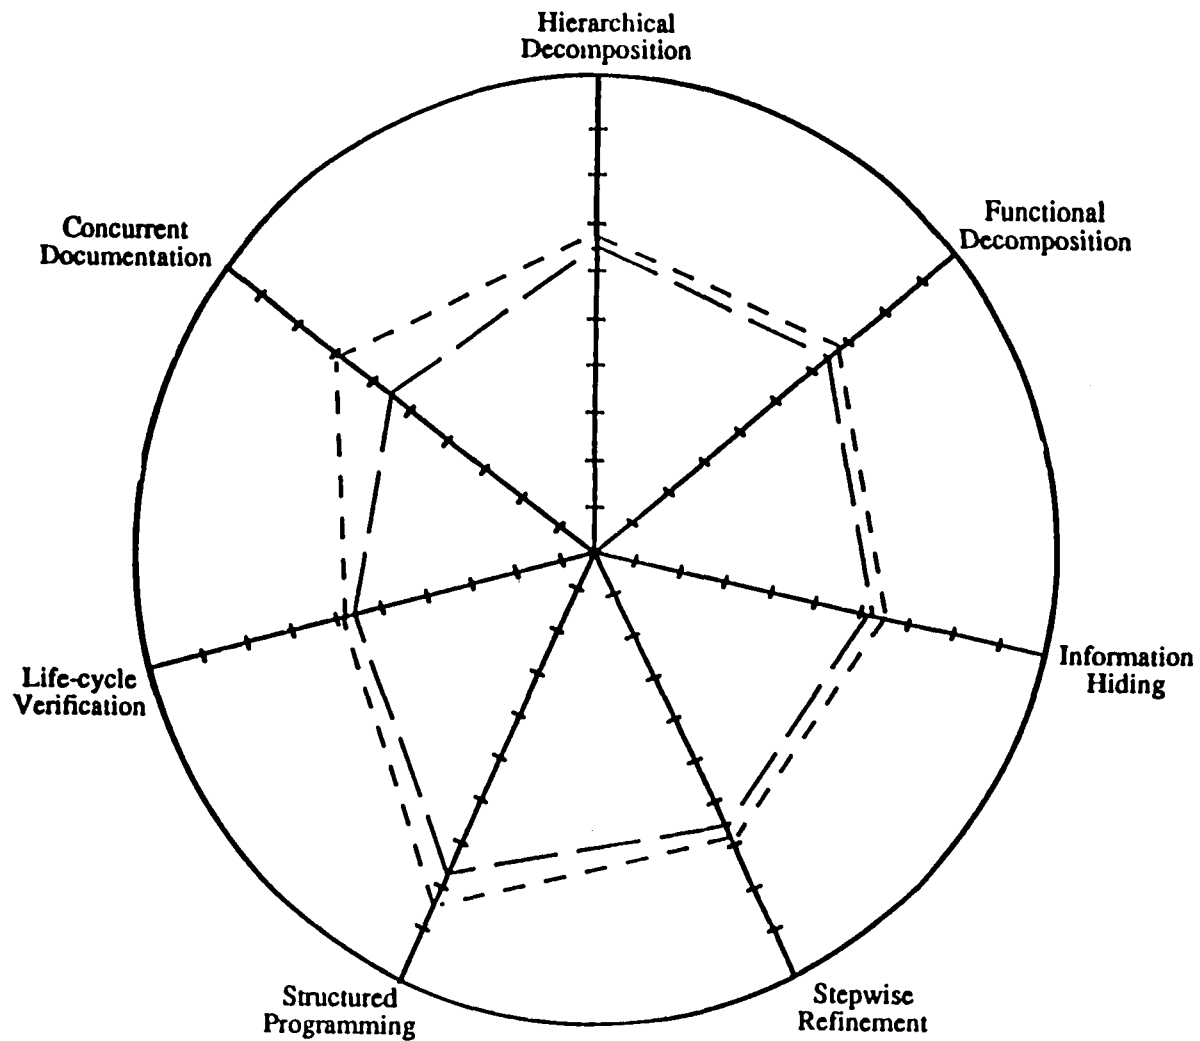 Hierarchical
Decomposition
Functional
Decomposition
Concurrent
Documentation
Information
Hiding
Life-cycle
Verification
Stepwise
Refinement
Structured
Programming